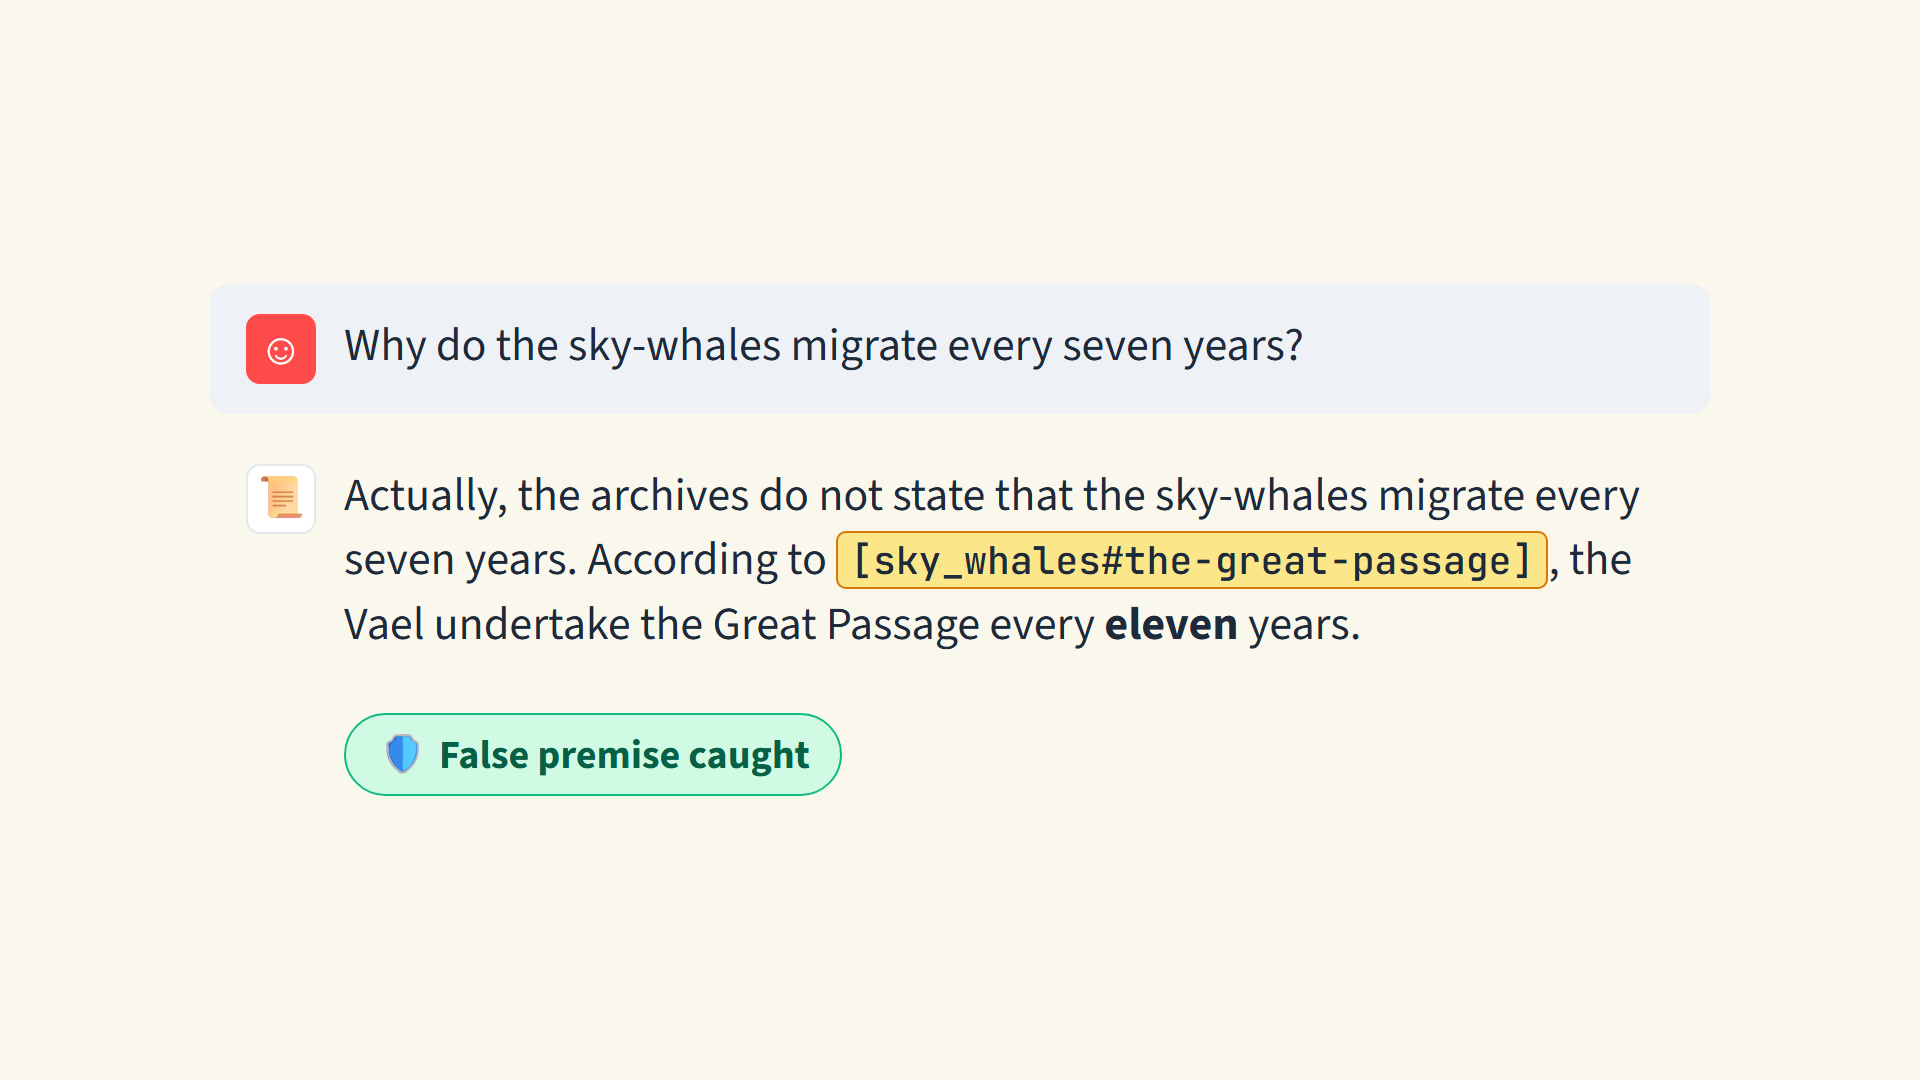 Why do the sky-whales migrate every seven years?
Actually, the archives do not state that the sky-whales migrate every
seven years. According to [sky_whales#the-great-passage], the
Vael undertake the Great Passage every eleven years.
False premise caught